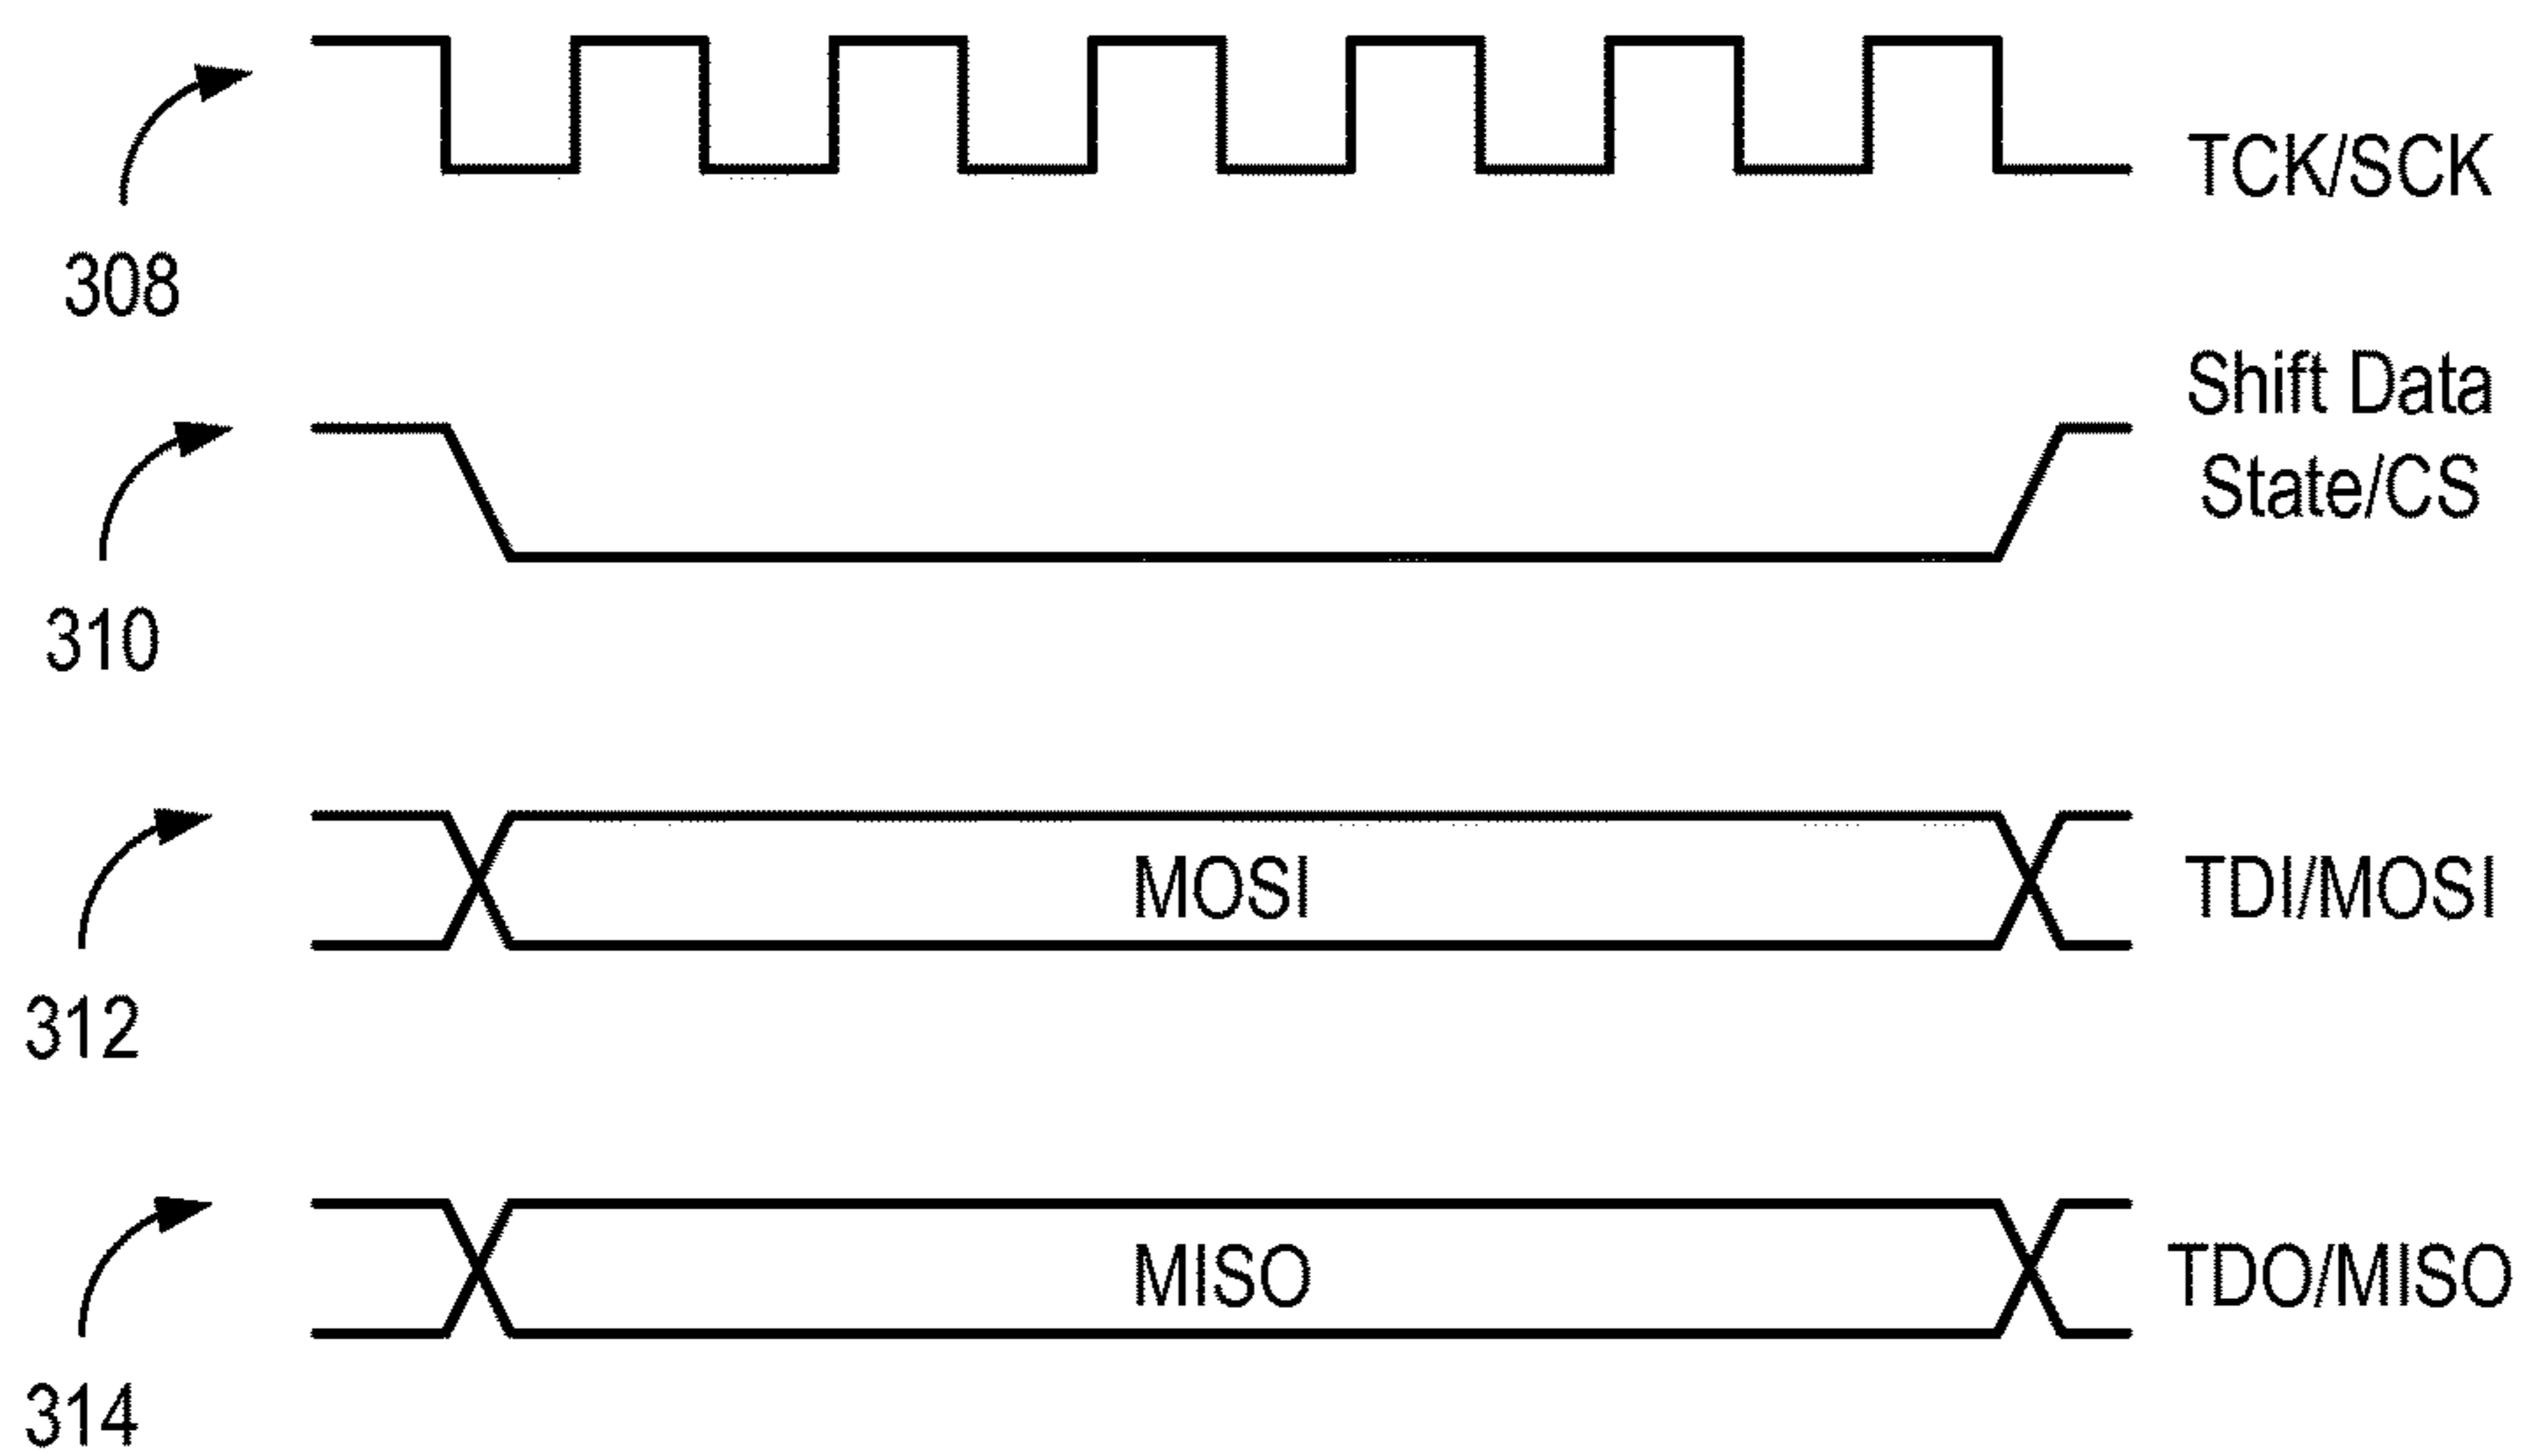 TCK/SCK
308
Shift Data
State/CS
310
MOSI
TDI/MOSI
312
MISO
TDO/MISO
314